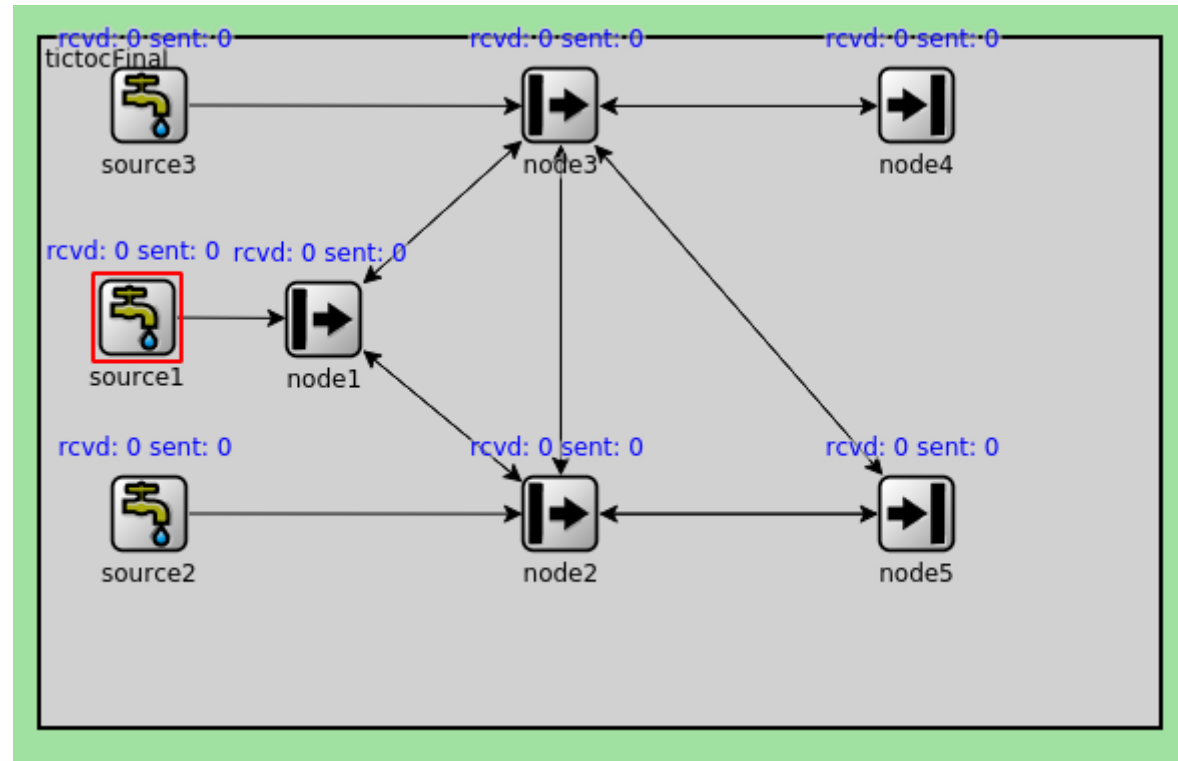 rcvd: 0 sent: 0 rcvd: 0 sent: 0 rcvd: 0 sent: 0
tictocFinal
source3 node3 node4
rcvd: 0 sent: 0 rcvd: 0 sent: 0
source1 node1
rcvd: 0 sent: 0 rcvd: 0 sent: 0 rcvd: 0 sent: 0
source2 node2 node5